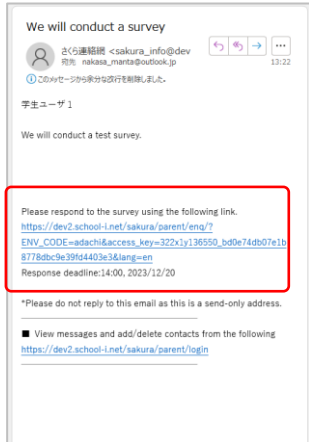 We will conduct a survey
さくら連絡網 <sakura_info@dev
宛先 nakasa_manta@outlook.jp
13:22
このメッセージから余分な改行を削除しました。
学生ユーザ 1
We will conduct a test survey.
Please respond to the survey using the following link.
https://dev2.school-i.net/sakura/parent/enq/?
ENV_CODE=adachi&access_key=322x1y136550_bd0e74db07e1b
8778dbc9e39fd4403e3&lang=en
Response deadline:14:00, 2023/12/20
*Please do not reply to this email as this is a send-only address.
■ View messages and add/delete contacts from the following
https://dev2.school-i.net/sakura/parent/login